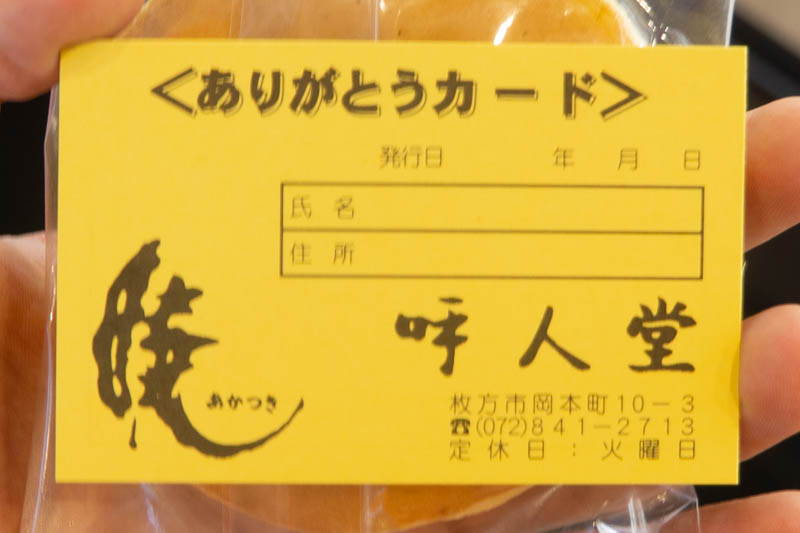 <ありがとうカード>
発行日 年 月 日
氏 名
住 所
暁
あかつき
呼人堂
枚方市岡本町10-3
☎(072)841-2713
定休日:火曜日